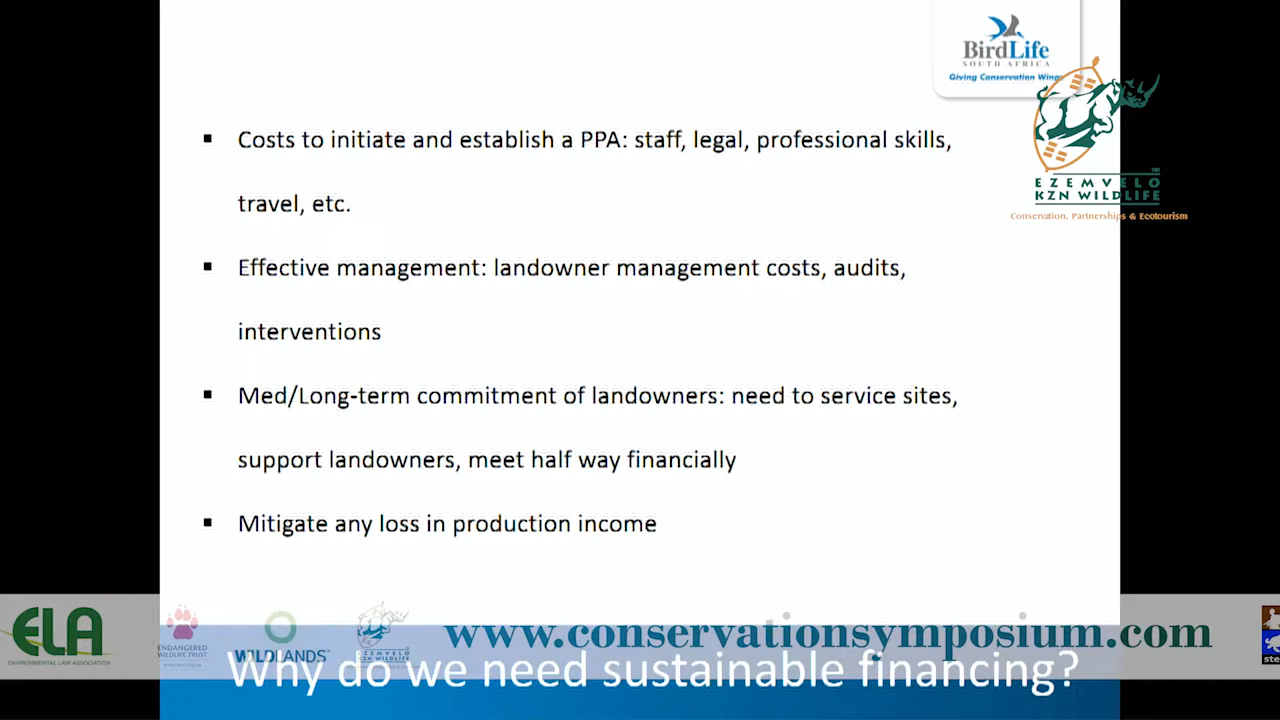 BirdLife
SOUTH AFRICA
Giving Conservation Wings
EZEMVELO
KZN WILDLIFE
Conservation, Partnerships & Ecotourism
▪ Costs to initiate and establish a PPA: staff, legal, professional skills,
travel, etc.
▪ Effective management: landowner management costs, audits,
interventions
▪ Med/Long-term commitment of landowners: need to service sites,
support landowners, meet half way financially
▪ Mitigate any loss in production income
ELA
ENVIRONMENTAL LAW ASSOCIATION
ENDANGERED
WILDLIFE TRUST
WILDLANDS
EZEMVELO
KZN WILDLIFE
www.conservationsymposium.com
Why do we need sustainable financing?